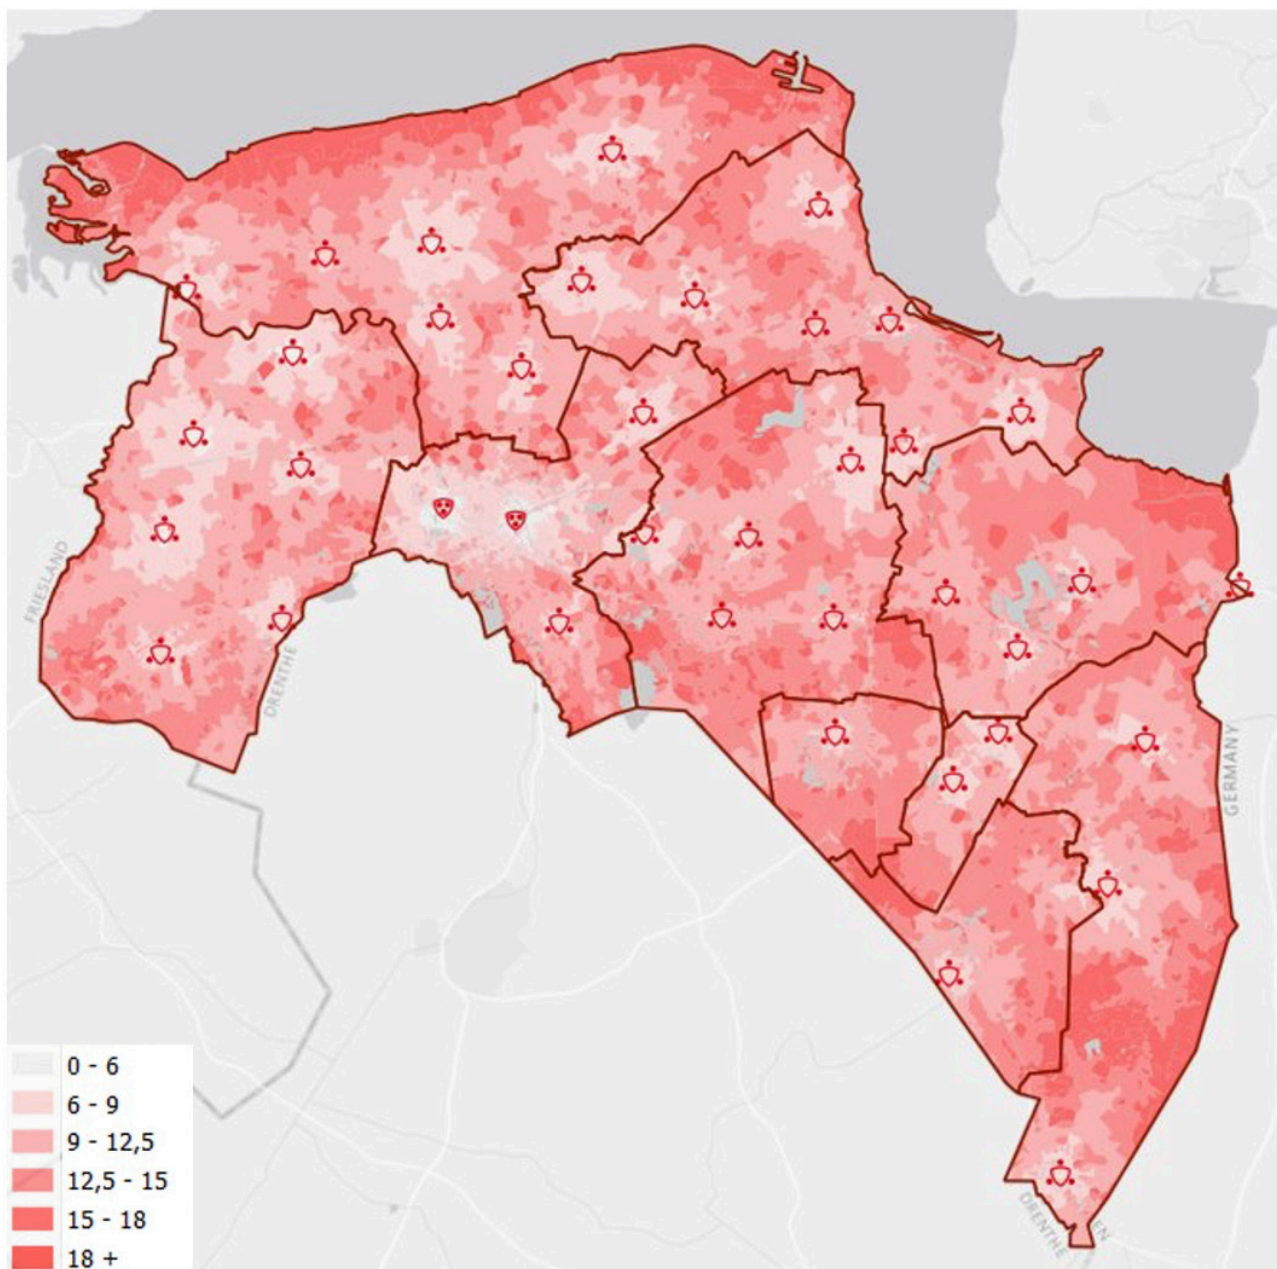 FRIESLAND
DRENTHE
GERMANY
DRENTHE
0 - 6
6 - 9
9 - 12,5
12,5 - 15
15 - 18
18 +